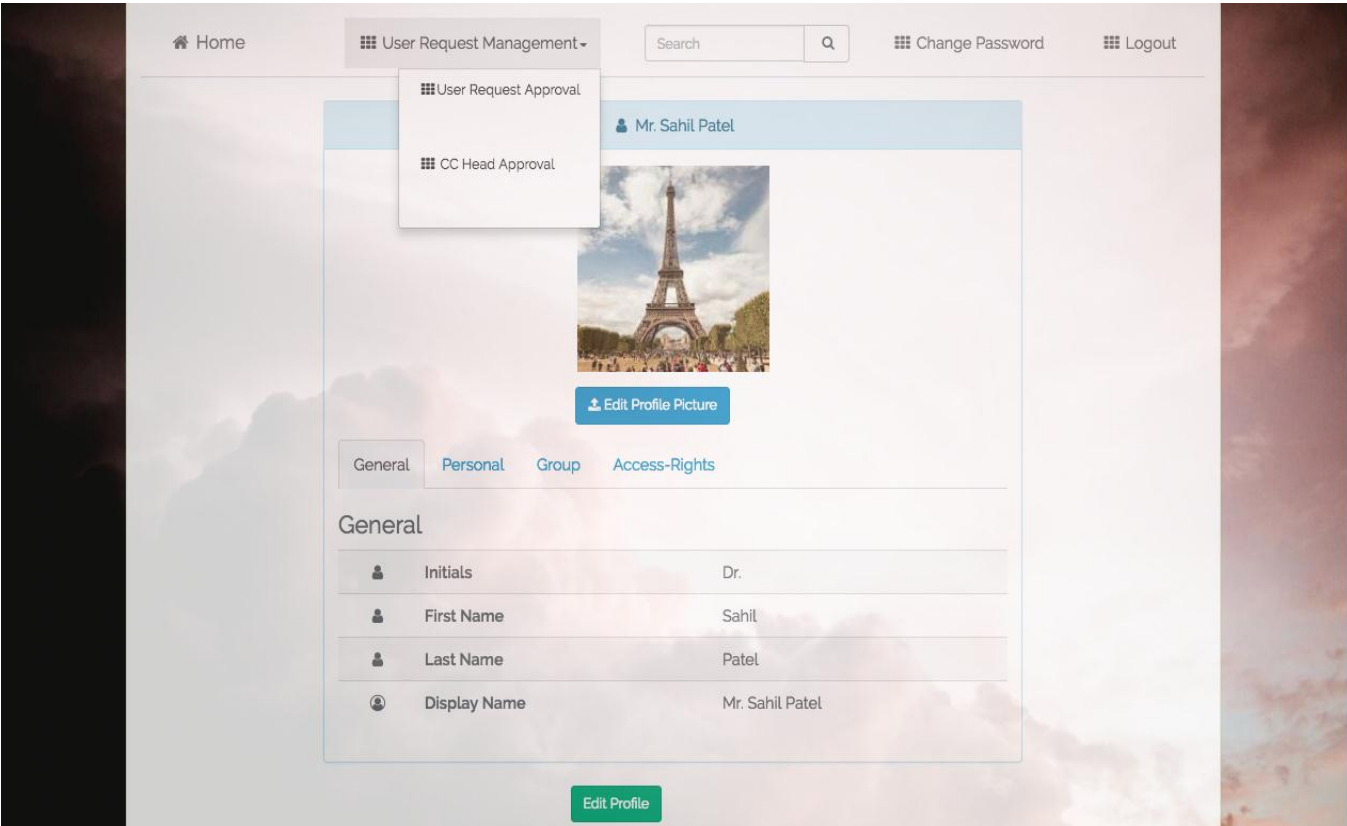 Home User Request Management Search Change Password Logout
User Request Approval
Mr. Sahil Patel
CC Head Approval
Edit Profile Picture
General Personal Group Access-Rights
General
Initials Dr.
First Name Sahil
Last Name Patel
Display Name Mr. Sahil Patel
Edit Profile